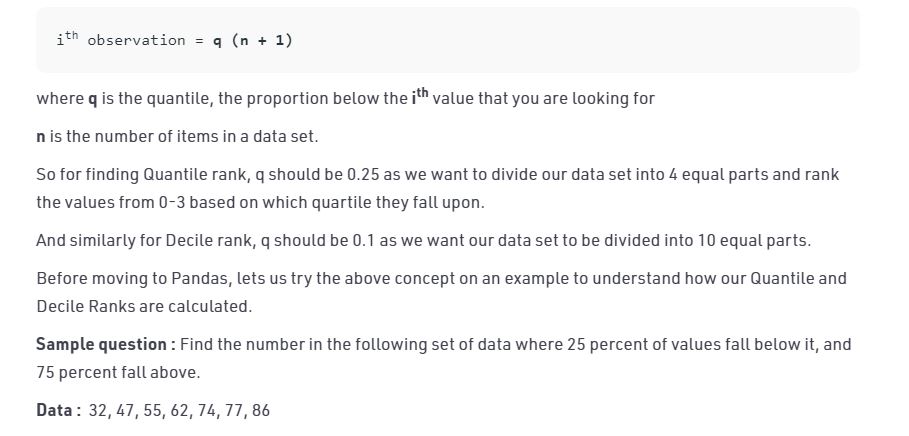 ith observation = q (n + 1)
where q is the quantile, the proportion below the ith value that you are looking for
n is the number of items in a data set.
So for finding Quantile rank, q should be 0.25 as we want to divide our data set into 4 equal parts and rank
the values from 0-3 based on which quartile they fall upon.
And similarly for Decile rank, q should be 0.1 as we want our data set to be divided into 10 equal parts.
Before moving to Pandas, lets us try the above concept on an example to understand how our Quantile and
Decile Ranks are calculated.
Sample question : Find the number in the following set of data where 25 percent of values fall below it, and
75 percent fall above.
Data : 32, 47, 55, 62, 74, 77, 86